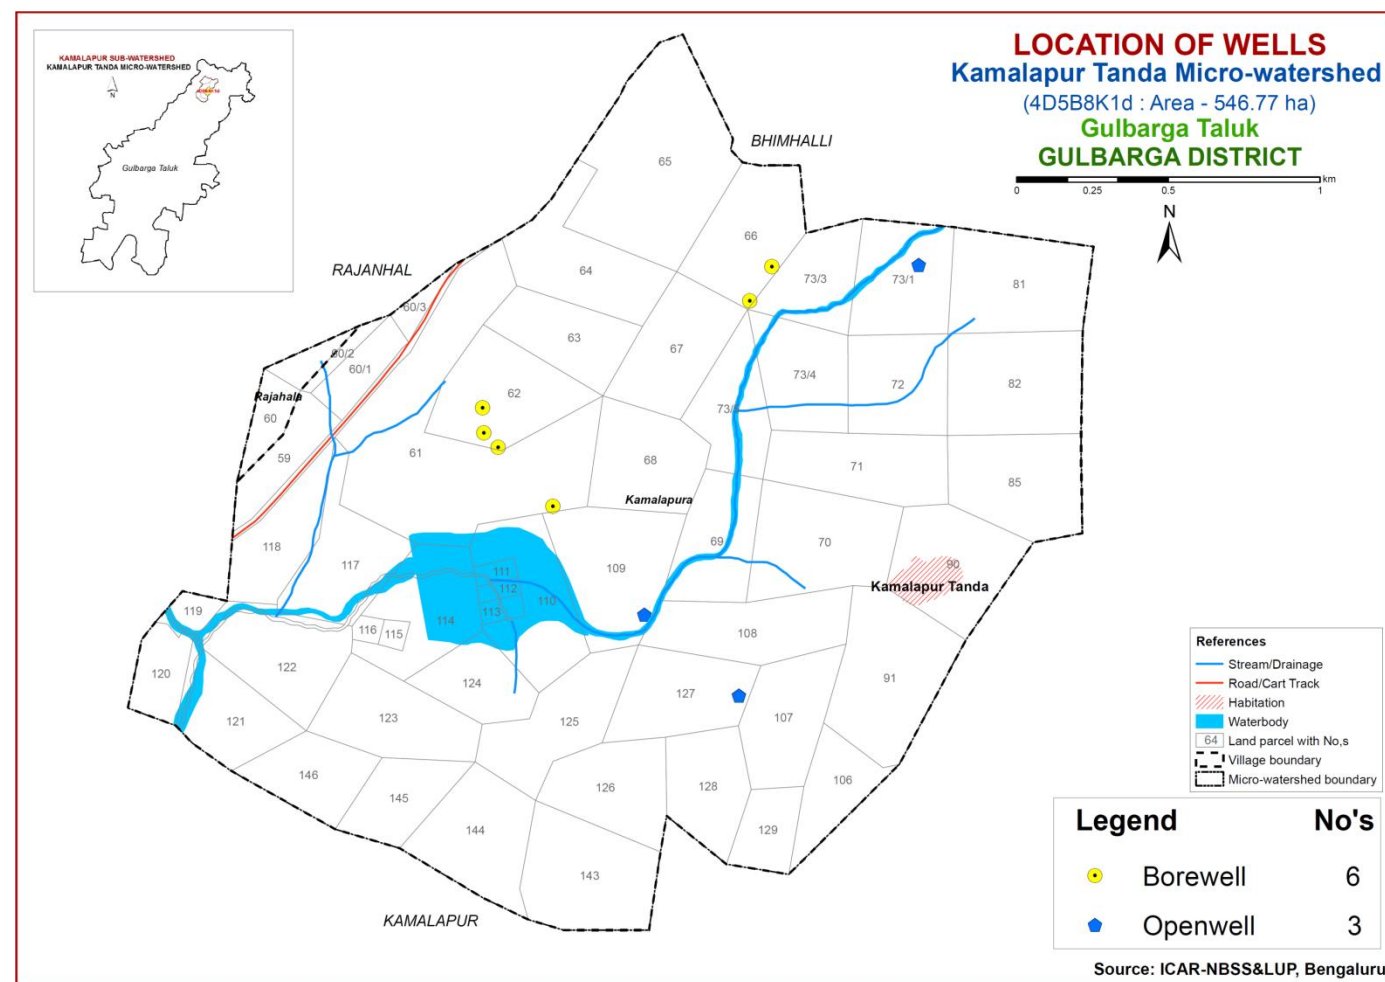 KAMALAPUR SUB-WATERSHED
KAMALAPUR TANDA MICRO-WATERSHED
N
4D5B8K1d
Gulbarga Taluk
LOCATION OF WELLS
Kamalapur Tanda Micro-watershed
(4D5B8K1d : Area - 546.77 ha)
Gulbarga Taluk
GULBARGA DISTRICT
km
0 0.25 0.5 1
N
BHIMHALLI
RAJANHAL
65
66
64
73/3
73/1
81
60/3
63
67
60/2
60/1
73/4
72
82
62
Rajahala
60
59
61
68
71
85
Kamalapura
118
117
111
112
113
110
114
109
69
70
90
Kamalapur Tanda
119
116
115
108
120
122
124
127
91
121
123
125
107
146
145
144
126
128
106
129
143
KAMALAPUR
References
Stream/Drainage
Road/Cart Track
Habitation
Waterbody
64 Land parcel with No,s
Village boundary
Micro-watershed boundary
Legend No's
Borewell 6
Openwell 3
Source: ICAR-NBSS&LUP, Bengaluru